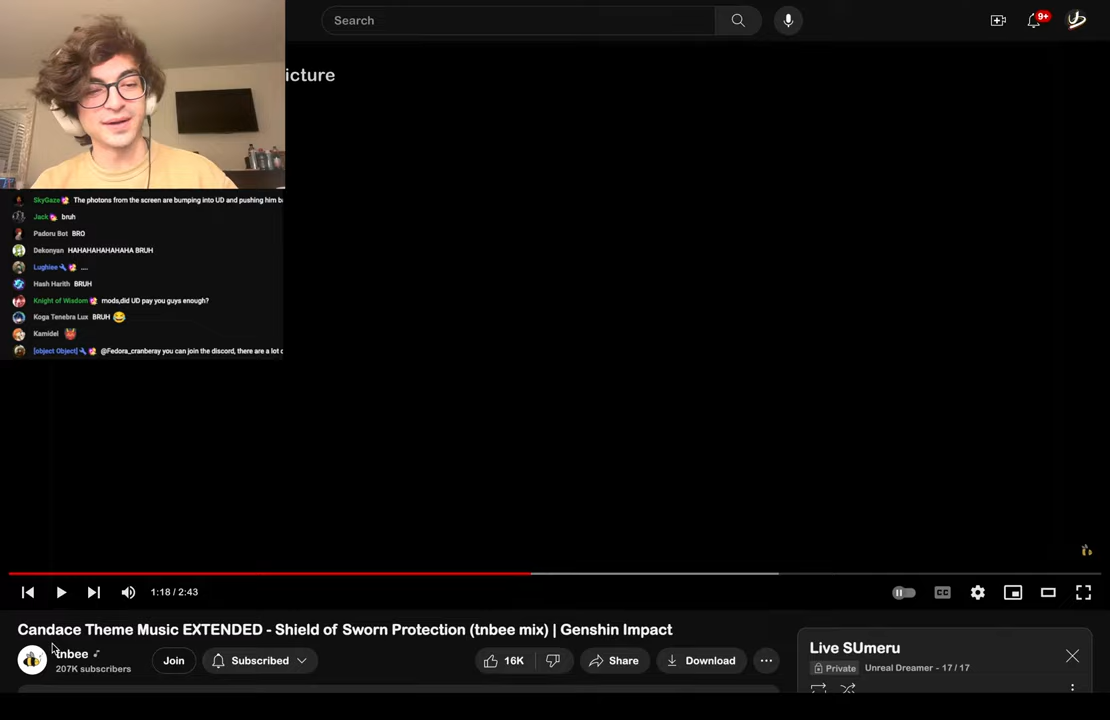 Search
9+
icture
SkyGaze The photons from the screen are bumping into UD and pushing him b
Jack bruh
Padoru Bot BRO
Dekonyan HAHAHAHAHAHAHA BRUH
Lughiee ....
Hash Harith BRUH
Knight of Wisdom mods,did UD pay you guys enough?
Koga Tenebra Lux BRUH
Kamidel
[object Object] @Fedora_cranberay you can join the discord, there are a lot c
1:18 / 2:43
CC
Candace Theme Music EXTENDED - Shield of Sworn Protection (tnbee mix) | Genshin Impact
tnbee
207K subscribers
Join
Subscribed
16K
Share
Download
Live SUmeru
Private
Unreal Dreamer - 17 / 17